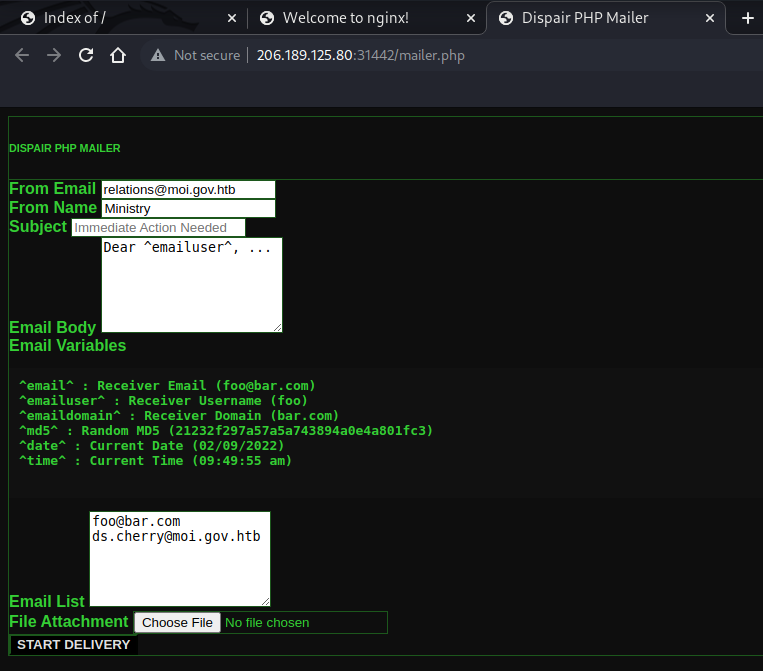 Index of /
Welcome to nginx!
Dispair PHP Mailer
Not secure
206.189.125.80:31442/mailer.php
DISPAIR PHP MAILER
From Email relations@moi.gov.htb
From Name Ministry
Subject Immediate Action Needed
Dear ^emailuser^, ...
Email Body
Email Variables
^email^ : Receiver Email (foo@bar.com)
^emailuser^ : Receiver Username (foo)
^emaildomain^ : Receiver Domain (bar.com)
^md5^ : Random MD5 (21232f297a57a5a743894a0e4a801fc3)
^date^ : Current Date (02/09/2022)
^time^ : Current Time (09:49:55 am)
foo@bar.com
ds.cherry@moi.gov.htb
Email List
File Attachment Choose File No file chosen
START DELIVERY